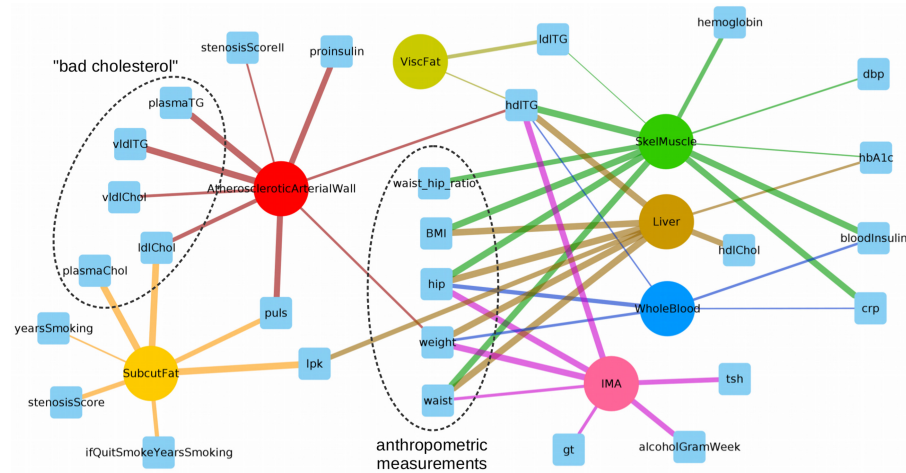 hemoglobin
stenosisScoreII
proinsulin
ldlTG
ViscFat
"bad cholesterol"
dbp
plasmaTG
hdlTG
vldlTG
SkelMuscle
hbA1c
AtheroscleroticArterialWall
waist_hip_ratio
vldlChol
Liver
BMI
bloodInsulin
ldlChol
hdlChol
plasmaChol
hip
WholeBlood
crp
puls
yearsSmoking
weight
lpk
SubcutFat
tsh
IMA
waist
stenosisScore
anthropometric
measurements
gt
alcoholGramWeek
ifQuitSmokeYearsSmoking